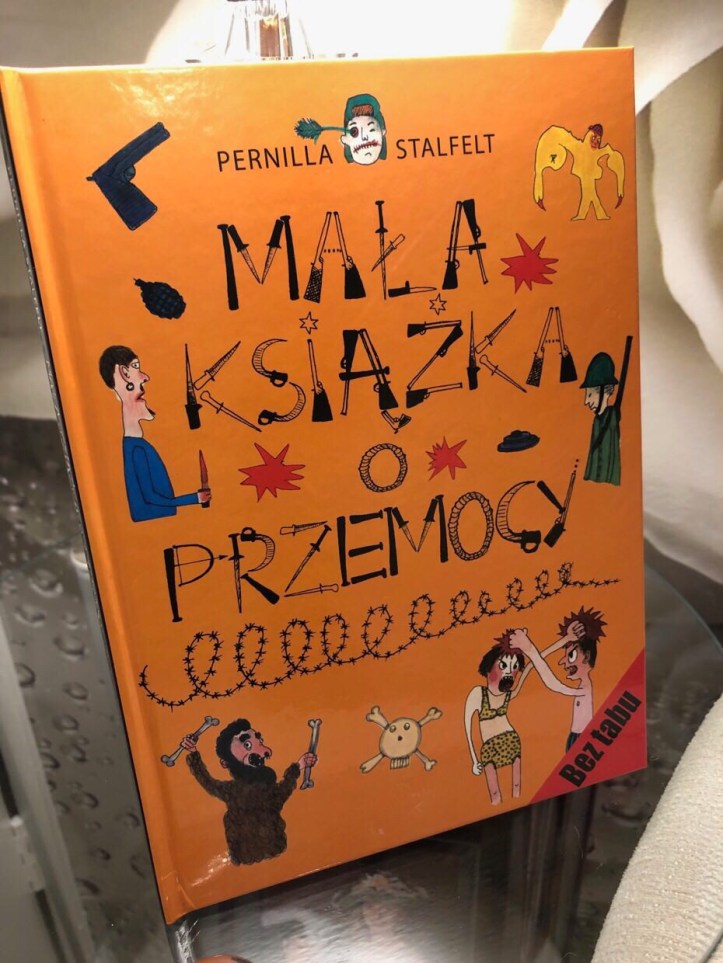 PERNILLA STALFELT
MAŁA
KSIĄŻKA
O
PRZEMOCY
Bez tabu